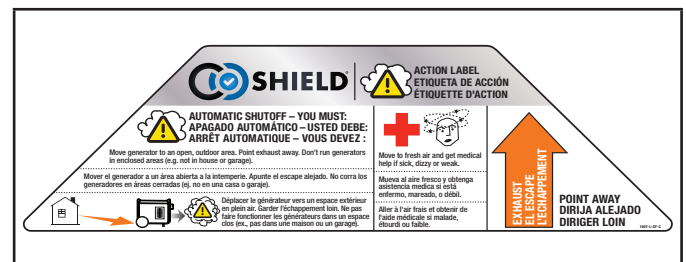 CO SHIELD
ACTION LABEL
ETIQUETA DE ACCIÓN
ÉTIQUETTE D'ACTION
AUTOMATIC SHUTOFF – YOU MUST:
APAGADO AUTOMÁTICO – USTED DEBE:
ARRÊT AUTOMATIQUE – VOUS DEVEZ :
Move generator to an open, outdoor area. Point exhaust away. Don't run generators
in enclosed areas (e.g. not in house or garage).
Mover el generador a un área abierta a la intemperie. Apunte el escape alejado. No corra los
generadores en áreas cerradas (ej. no en una casa o garaje).
Déplacer le générateur vers un espace extérieur
en plein air. Garder l'échappement loin. Ne pas
faire fonctionner les générateurs dans un espace
clos (ex., pas dans une maison ou un garage).
Move to fresh air and get medical
help if sick, dizzy or weak.
Mueva al aire fresco y obtenga
asistencia medica si está
enfermo, mareado, o débil.
Aller à l'air frais et obtenir de
l'aide médicale si malade,
étourdi ou faible.
EXHAUST
EL ESCAPE
L'ÉCHAPPEMENT
POINT AWAY
DIRIJA ALEJADO
DIRIGER LOIN